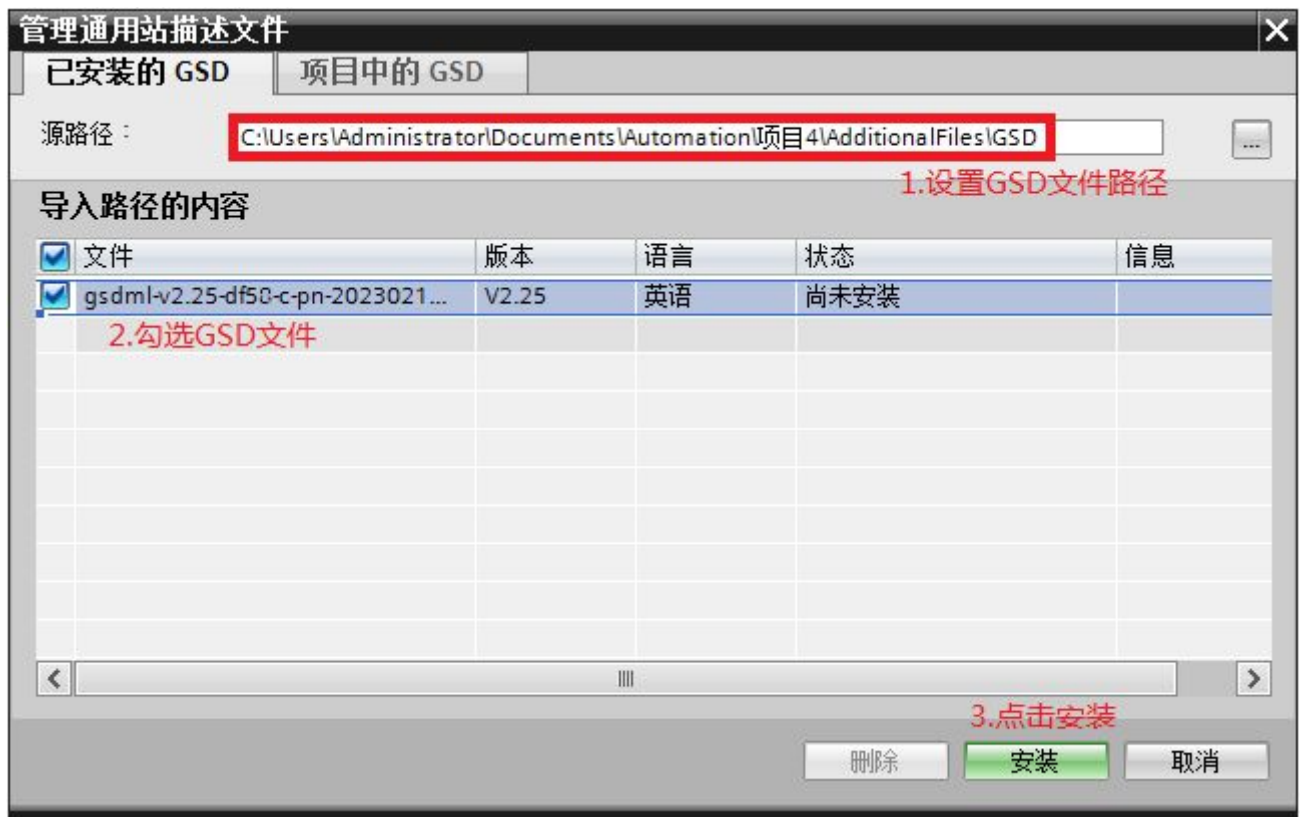 管理通用站描述文件
已安装的 GSD 项目中的 GSD
源路径： C:\Users\Administrator\Documents\Automation\项目4\AdditionalFiles\GSD ...
1.设置GSD文件路径
导入路径的内容
文件 版本 语言 状态 信息
gsdml-v2.25-df58-c-pn-2023021... V2.25 英语 尚未安装
2.勾选GSD文件
3.点击安装
删除 安装 取消